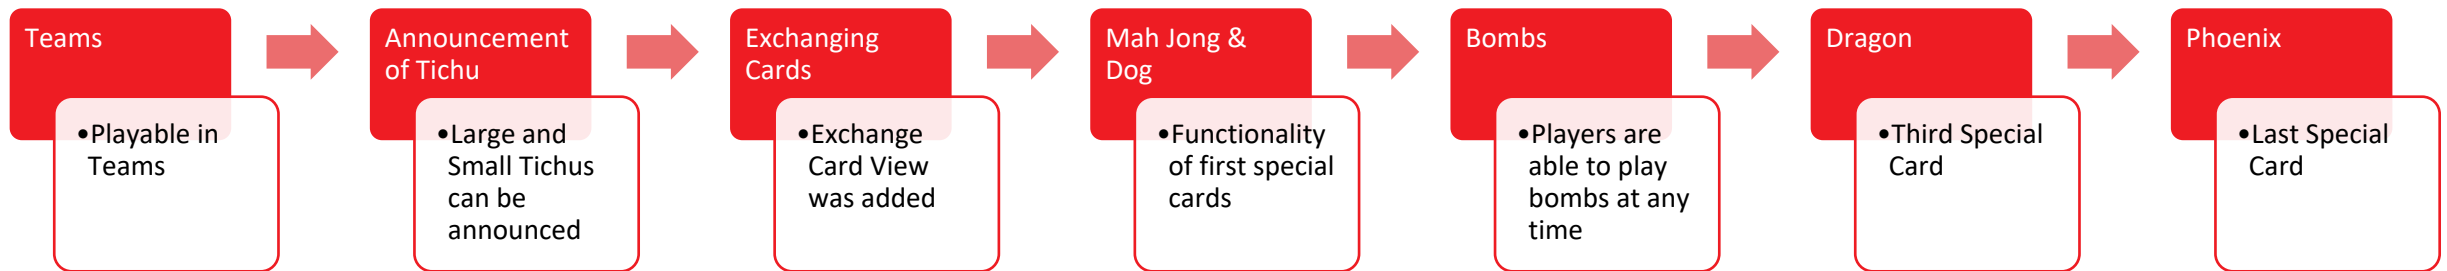 Teams
•Playable in
Teams
Announcement
of Tichu
•Large and
Small Tichus
can be
announced
Exchanging
Cards
•Exchange
Card View
was added
Mah Jong &
Dog
•Functionality
of first special
cards
Bombs
•Players are
able to play
bombs at any
time
Dragon
•Third Special
Card
Phoenix
•Last Special
Card